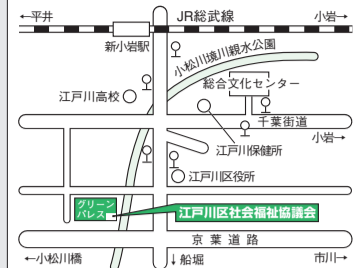 ←平井
JR総武線
小岩→
新小岩駅
小松川境川親水公園
総合文化センター
江戸川高校
千葉街道
小岩→
江戸川保健所
江戸川区役所
グリーン
パレス
江戸川区社会福祉協議会
京葉道路
←小松川橋
↓船堀
市川→